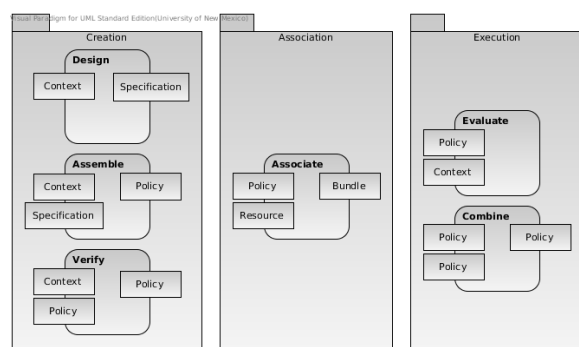 Visual Paradigm for UML Standard Edition(University of New Mexico)
Creation
Design
Context
Specification
Assemble
Context
Policy
Specification
Verify
Context
Policy
Policy
Association
Associate
Policy
Bundle
Resource
Execution
Evaluate
Policy
Context
Combine
Policy
Policy
Policy